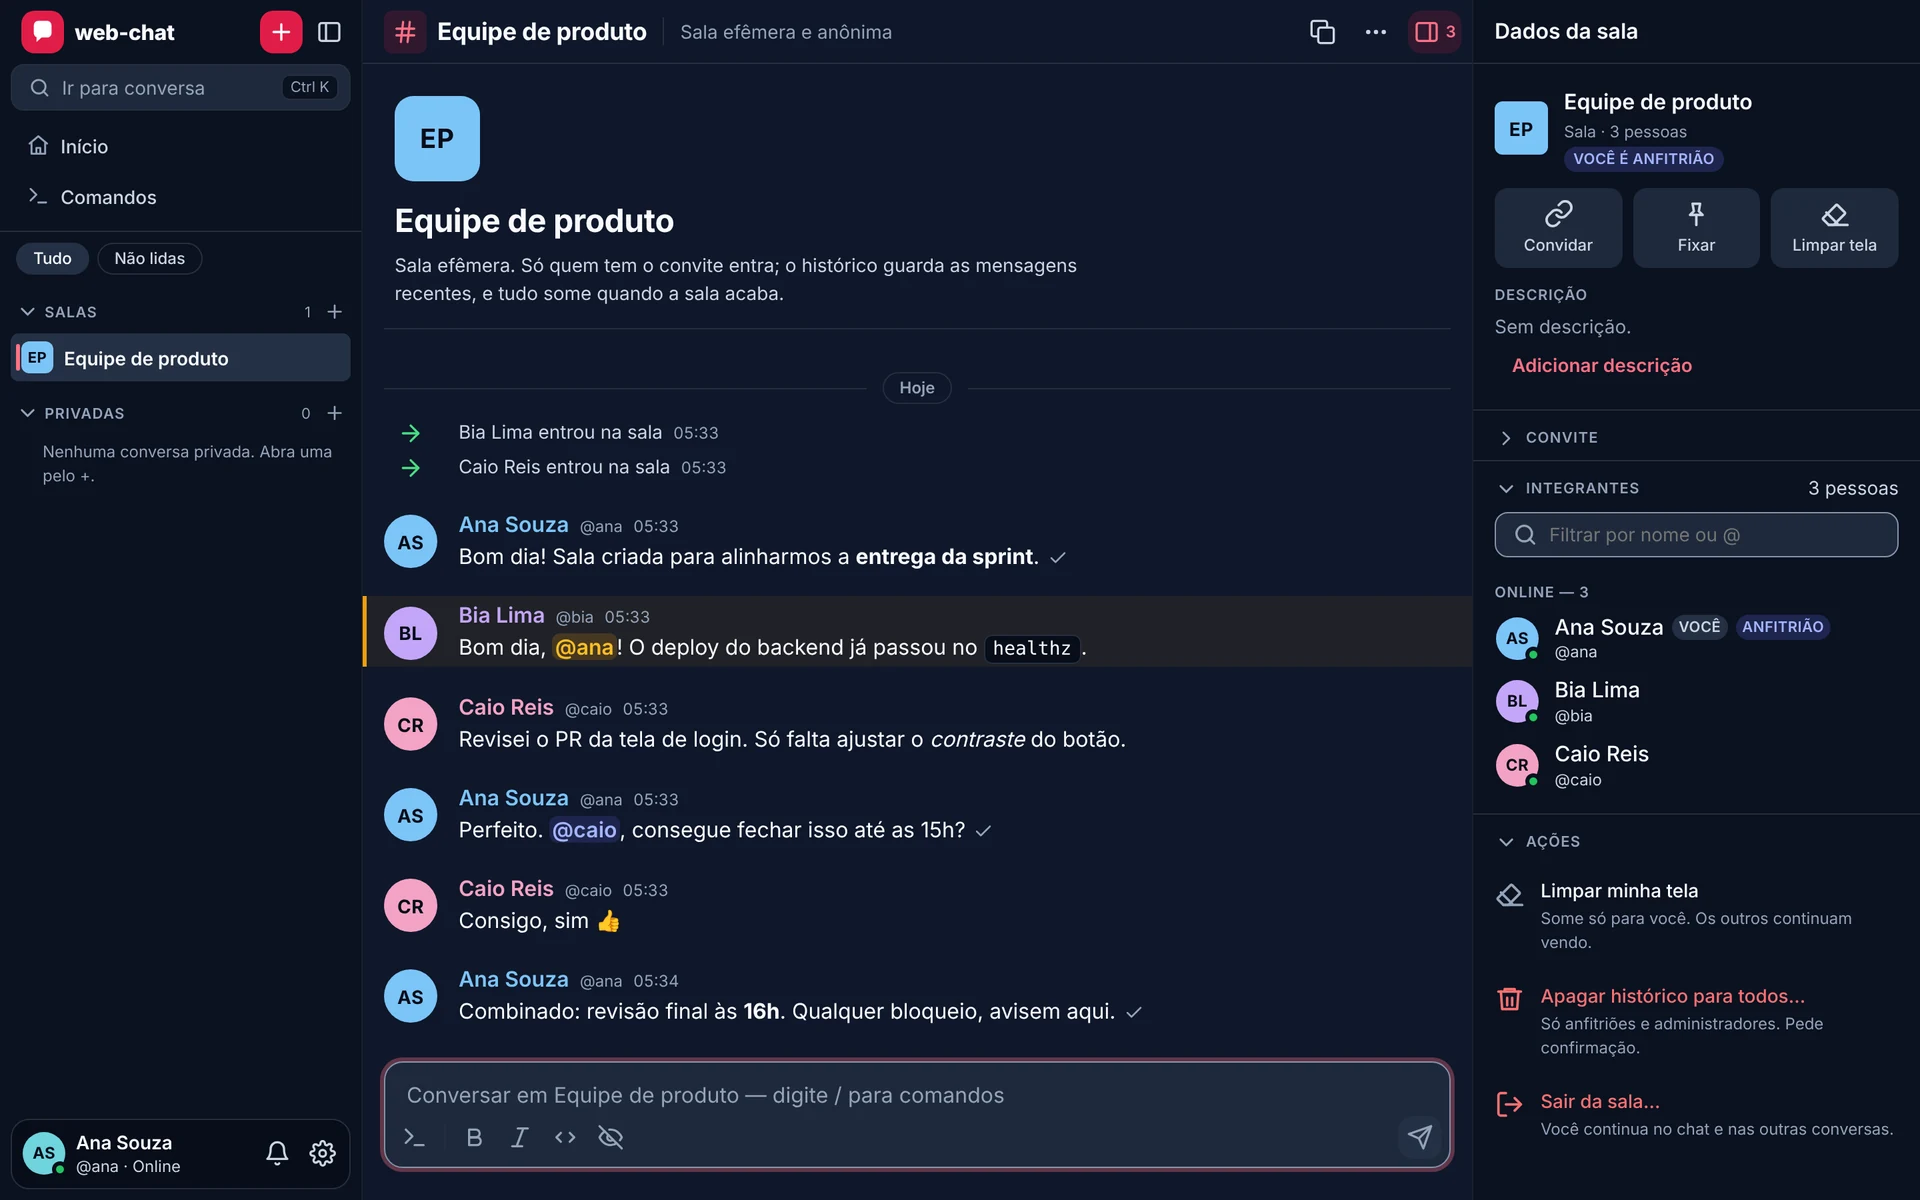 web-chat
Ir para conversa
Ctrl K
Início
Comandos
Tudo
Não lidas
SALAS
1
EP
Equipe de produto
PRIVADAS
0
Nenhuma conversa privada. Abra uma
pelo +.
AS
Ana Souza
@ana · Online
# Equipe de produto
Sala efêmera e anônima
3
EP
Equipe de produto
Sala efêmera. Só quem tem o convite entra; o histórico guarda as mensagens
recentes, e tudo some quando a sala acaba.
Hoje
Bia Lima entrou na sala 05:33
Caio Reis entrou na sala 05:33
AS
Ana Souza @ana 05:33
Bom dia! Sala criada para alinharmos a entrega da sprint.
BL
Bia Lima @bia 05:33
Bom dia, @ana! O deploy do backend já passou no healthz.
CR
Caio Reis @caio 05:33
Revisei o PR da tela de login. Só falta ajustar o contraste do botão.
AS
Ana Souza @ana 05:33
Perfeito. @caio, consegue fechar isso até as 15h?
CR
Caio Reis @caio 05:33
Consigo, sim 👍
AS
Ana Souza @ana 05:34
Combinado: revisão final às 16h. Qualquer bloqueio, avisem aqui.
Conversar em Equipe de produto — digite / para comandos
B I
Dados da sala
EP
Equipe de produto
Sala · 3 pessoas
VOCÊ É ANFITRIÃO
Convidar
Fixar
Limpar tela
DESCRIÇÃO
Sem descrição.
Adicionar descrição
CONVITE
INTEGRANTES
3 pessoas
Filtrar por nome ou @
ONLINE — 3
AS
Ana Souza VOCÊ ANFITRIÃO
@ana
BL
Bia Lima
@bia
CR
Caio Reis
@caio
AÇÕES
Limpar minha tela
Some só para você. Os outros continuam
vendo.
Apagar histórico para todos...
Só anfitriões e administradores. Pede
confirmação.
Sair da sala...
Você continua no chat e nas outras conversas.